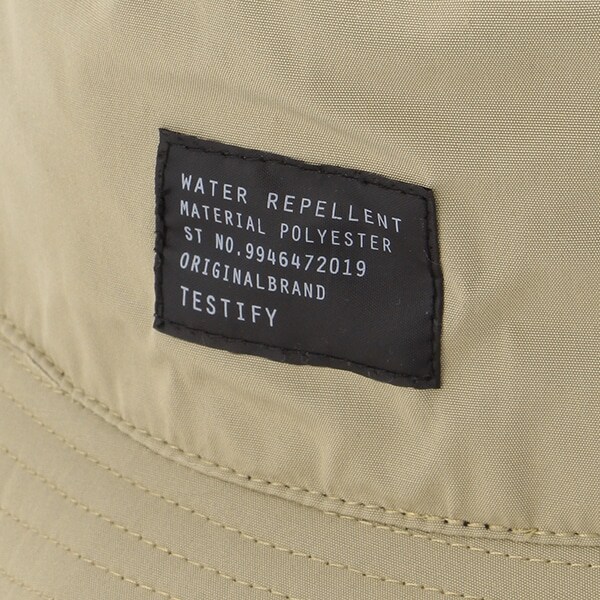 WATER REPELLENT
MATERIAL POLYESTER
ST NO.9946472019
ORIGINALBRAND
TESTIFY